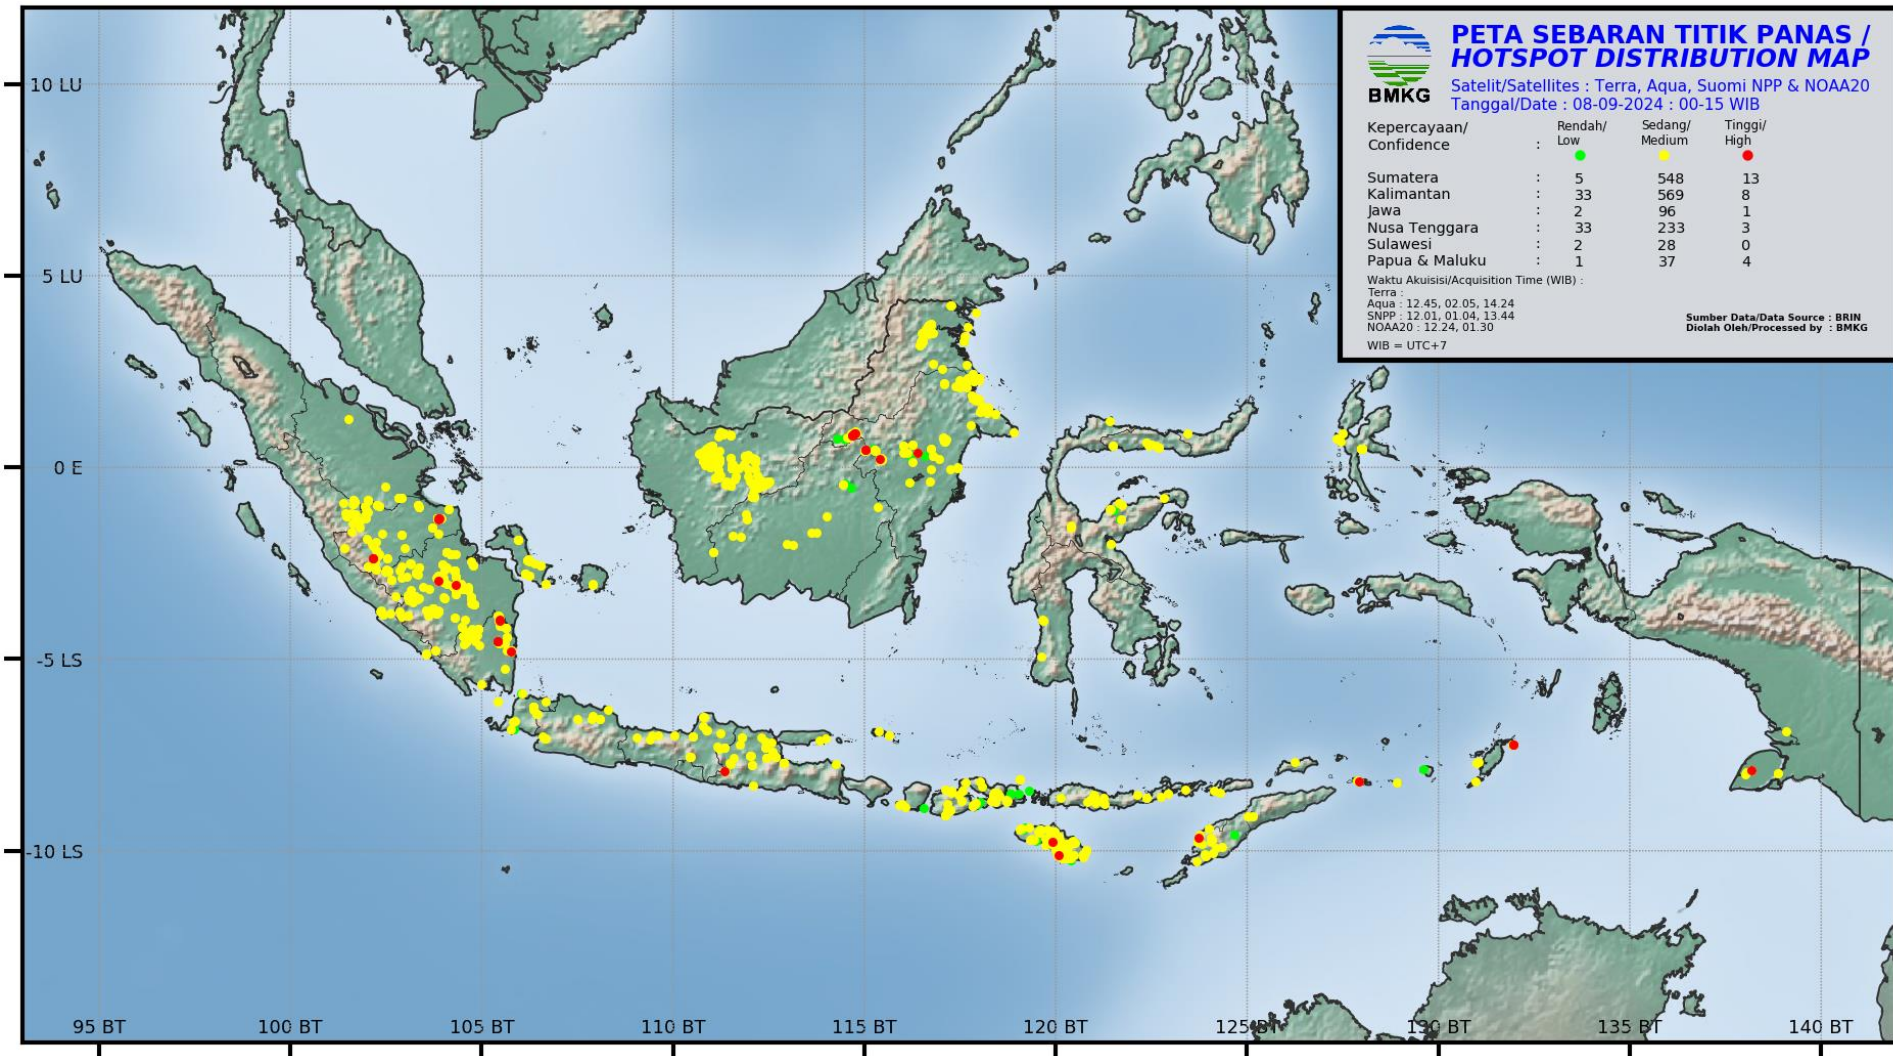 PETA SEBARAN TITIK PANAS /
HOTSPOT DISTRIBUTION MAP
Satelit/Satellites : Terra, Aqua, Suomi NPP & NOAA20
Tanggal/Date : 08-09-2024 : 00-15 WIB
BMKG
Kepercayaan/ Rendah/ Sedang/ Tinggi/
Confidence : Low Medium High
Sumatera : 5 548 13
Kalimantan : 33 569 8
Jawa : 2 96 1
Nusa Tenggara : 33 233 3
Sulawesi : 2 28 0
Papua & Maluku : 1 37 4
Waktu Akuisisi/Acquisition Time (WIB) :
Terra :
Aqua : 12.45, 02.05, 14.24
SNPP : 12.01, 01.04, 13.44
NOAA20 : 12.24, 01.30
WIB = UTC+7
Sumber Data/Data Source : BRIN
Diolah Oleh/Processed by : BMKG
10 LU
5 LU
0 E
-5 LS
-10 LS
95 BT 100 BT 105 BT 110 BT 115 BT 120 BT 125 BT 130 BT 135 BT 140 BT